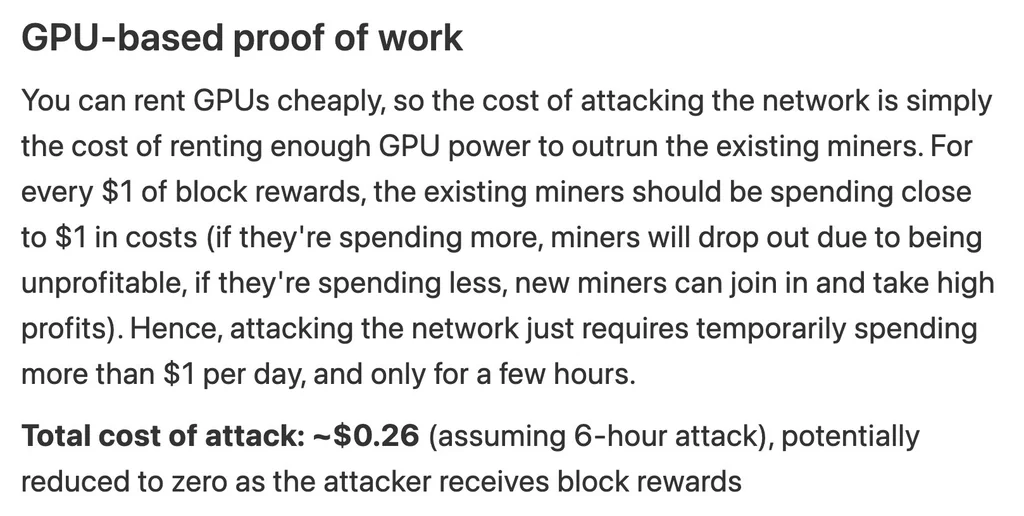 GPU-based proof of work
You can rent GPUs cheaply, so the cost of attacking the network is simply
the cost of renting enough GPU power to outrun the existing miners. For
every $1 of block rewards, the existing miners should be spending close
to $1 in costs (if they're spending more, miners will drop out due to being
unprofitable, if they're spending less, new miners can join in and take high
profits). Hence, attacking the network just requires temporarily spending
more than $1 per day, and only for a few hours.
Total cost of attack: ~$0.26 (assuming 6-hour attack), potentially
reduced to zero as the attacker receives block rewards